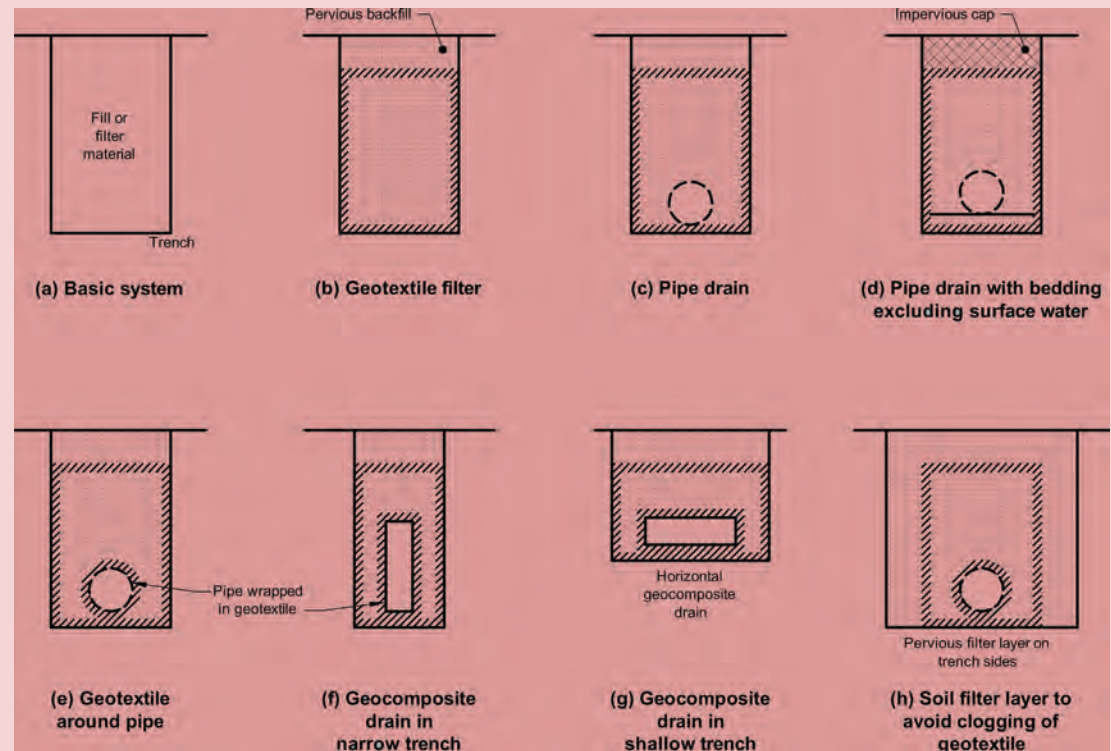 Pervious backfill
Impervious cap
Fill or
filter
material
Trench
(a) Basic system
(b) Geotextile filter
(c) Pipe drain
(d) Pipe drain with bedding
excluding surface water
Pipe wrapped
in geotextile
Horizontal
geocomposite
drain
Pervious filter layer on
trench sides
(e) Geotextile
around pipe
(f) Geocomposite
drain in
narrow trench
(g) Geocomposite
drain in
shallow trench
(h) Soil filter layer to
avoid clogging of
geotextile